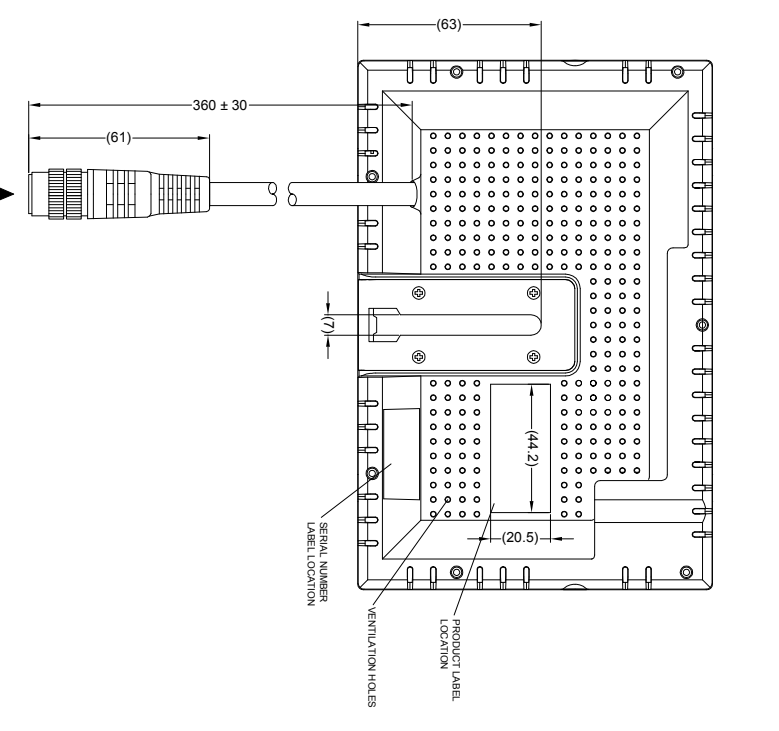 (63)
360 ± 30
(61)
(7)
(44.2)
(20.5)
SERIAL NUMBER
LABEL LOCATION
VENTILATION HOLES
PRODUCT LABEL
LOCATION